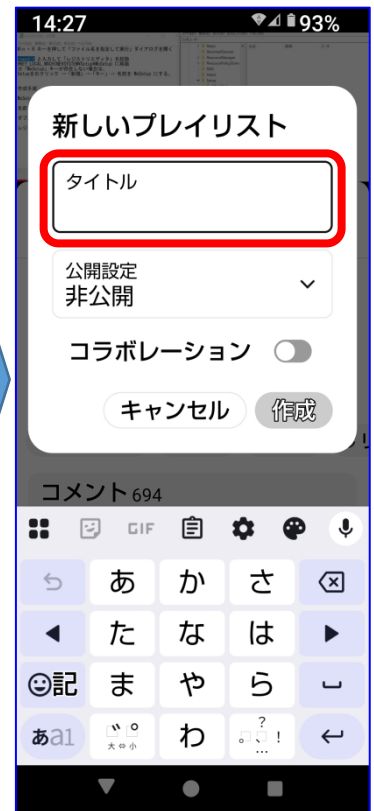 14:27 93%
新しいプレイリスト
タイトル
公開設定
非公開
コラボレーション
キャンセル 作成
コメント 694
GIF
あ か さ
た な は
記 ま や ら
あa1 大⇔小 わ 。?!…